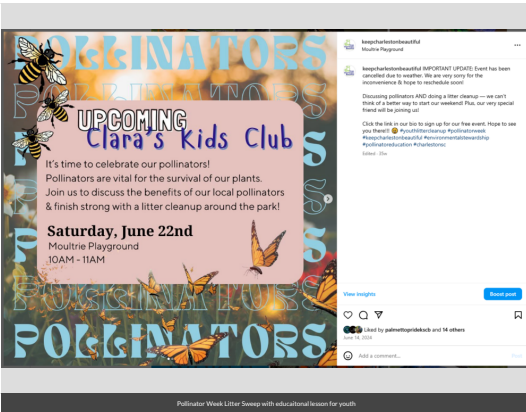 POLLINATORS
POLLINATORS
UPCOMING
Clara's Kids Club
It's time to celebrate our pollinators!
Pollinators are vital for the survival of our plants.
Join us to discuss the benefits of our local pollinators
& finish strong with a litter cleanup around the park!
Saturday, June 22nd
Moultrie Playground
10AM - 11AM
POLLINATORS
POLLINATORS
keepcharlestonbeautiful
Moultrie Playground
keepcharlestonbeautiful IMPORTANT UPDATE: Event has been
cancelled due to weather. We are very sorry for the
inconvenience & hope to reschedule soon!
Discussing pollinators AND doing a litter cleanup — we can't
think of a better way to start our weekend! Plus, our very special
friend will be joining us!
Click the link in our bio to sign up for our free event. Hope to see
you there!!! 😀 #youthlittercleanup #pollinatorweek
#keepcharlestonbeautiful #environmentalstewardship
#pollinatoreducation #charlestonsc
Edited · 35w
View insights
Boost post
Liked by palmettopridekscb and 14 others
June 14, 2024
Add a comment...
Post
Pollinator Week Litter Sweep with educaitonal lesson for youth